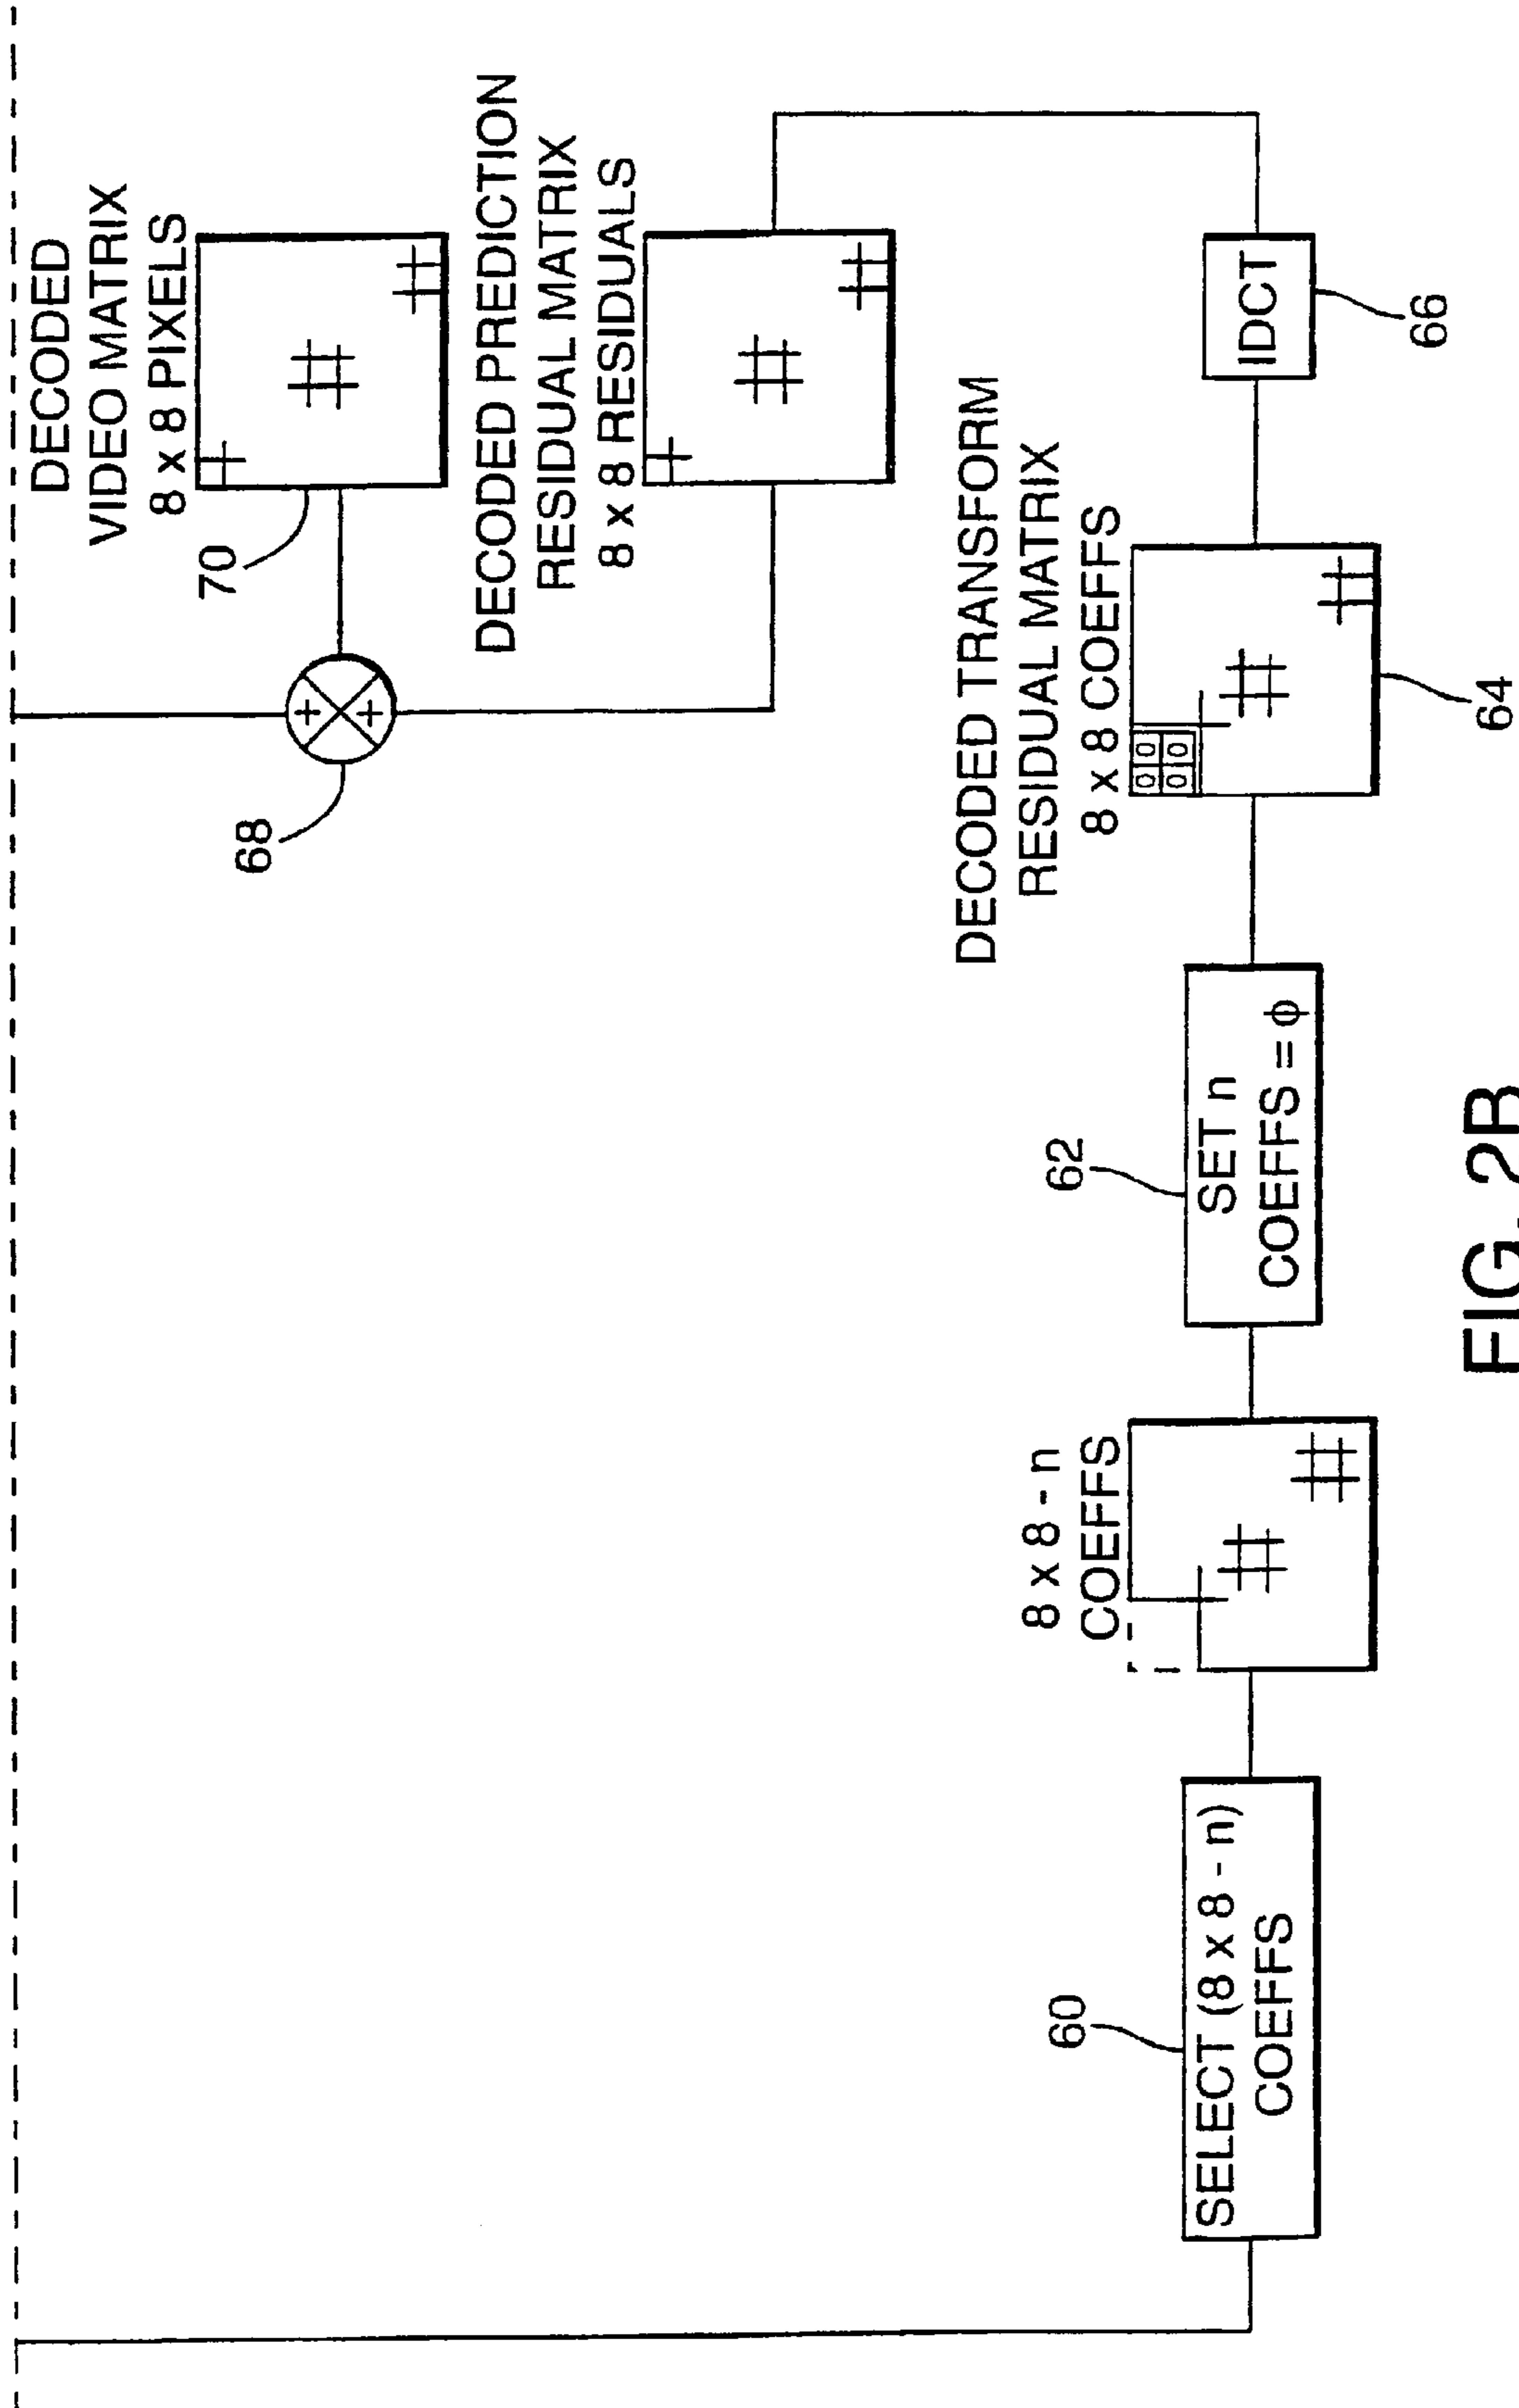 DECODED
VIDEO MATRIX
8 x 8 PIXELS
70
68
DECODED PREDICTION
RESIDUAL MATRIX
8 x 8 RESIDUALS
SELECT (8 x 8 - n)
COEFFS
60
8 x 8 - n
COEFFS
SET n
COEFFS = ϕ
62
DECODED TRANSFORM
RESIDUAL MATRIX
8 x 8 COEFFS
0 0
0 0
64
IDCT
66
+
+
FIG. 2B